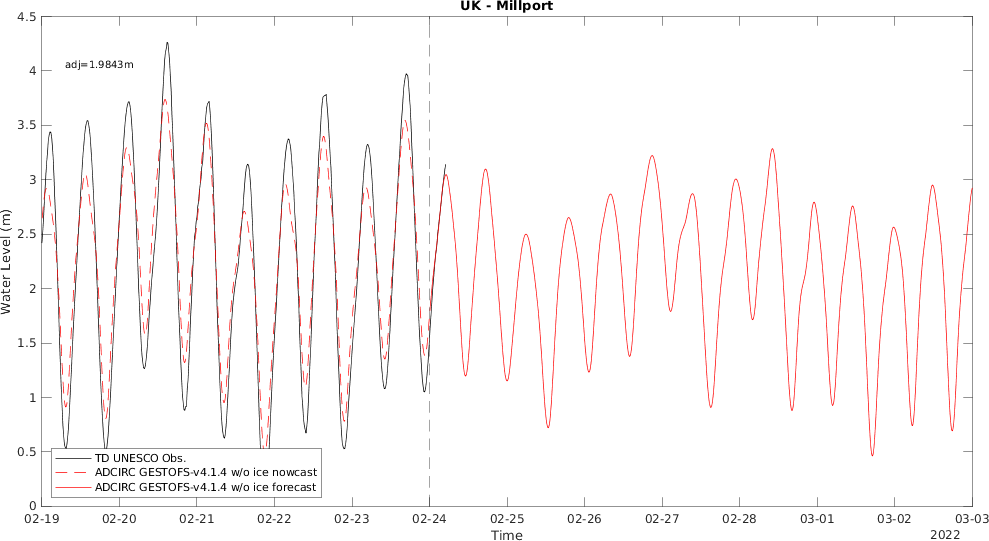 UK - Millport
4.5
4
3.5
3
2.5
2
1.5
1
0.5
0
Water Level (m)
adj=1.9843m
TD UNESCO Obs.
ADCIRC GESTOFS-v4.1.4 w/o ice nowcast
ADCIRC GESTOFS-v4.1.4 w/o ice forecast
02-19 02-20 02-21 02-22 02-23 02-24 02-25 02-26 02-27 02-28 03-01 03-02 03-03
Time
2022